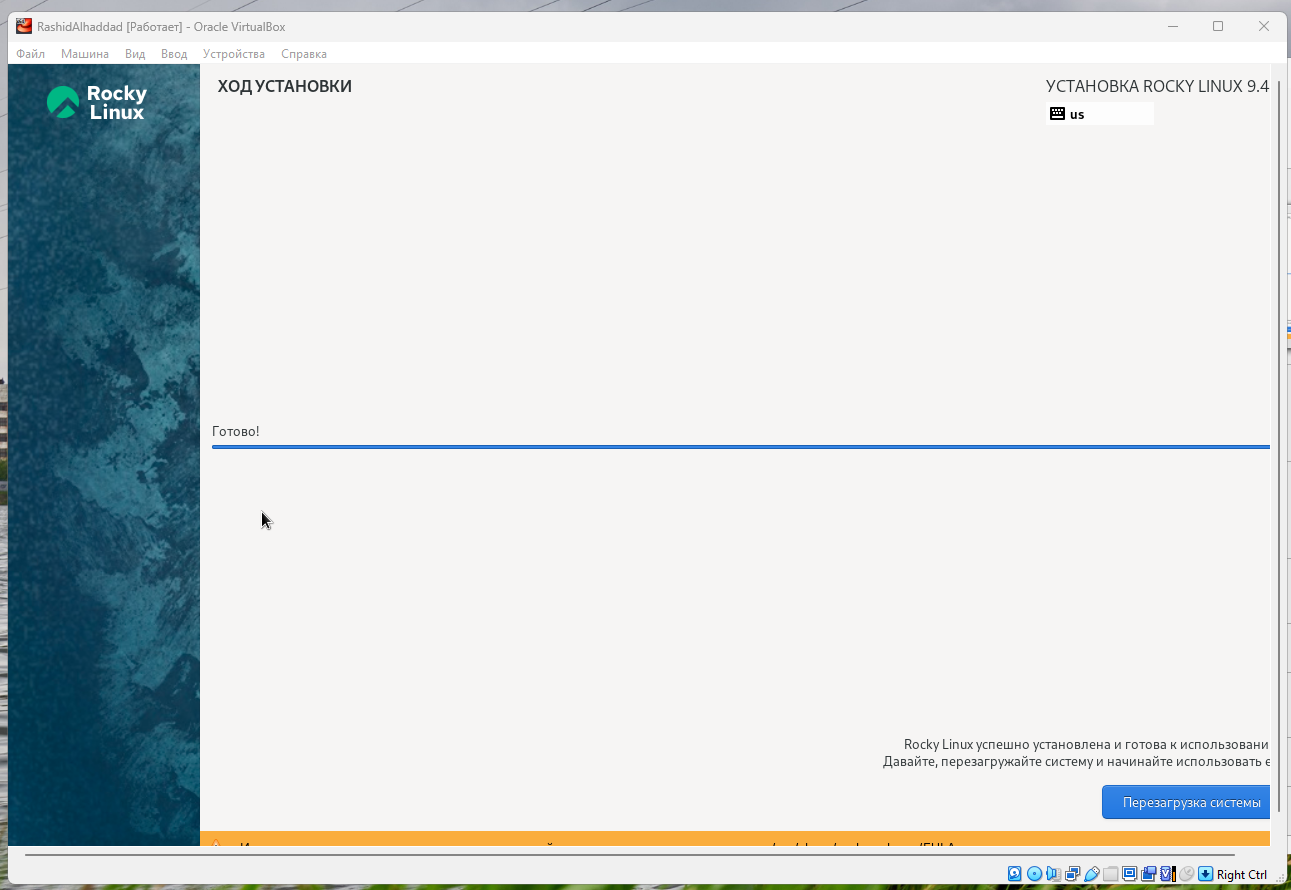 RashidAlhaddad [Работает] - Oracle VirtualBox
Файл Машина Вид Ввод Устройства Справка
Rocky
Linux
ХОД УСТАНОВКИ
УСТАНОВКА ROCKY LINUX 9.4
us
Готово!
Rocky Linux успешно установлена и готова к использовани
Давайте, перезагружайте систему и начинайте использовать е
Перезагрузка системы
Right Ctrl